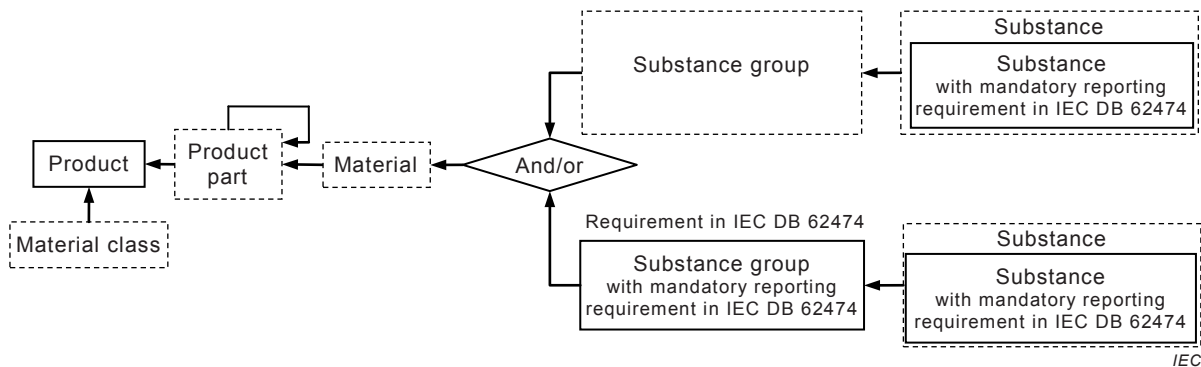 Substance
Substance
with mandatory reporting
requirement in IEC DB 62474
Substance group
Product
Product
part
Material
And/or
Material class
Requirement in IEC DB 62474
Substance group
with mandatory reporting
requirement in IEC DB 62474
Substance
Substance
with mandatory reporting
requirement in IEC DB 62474
IEC